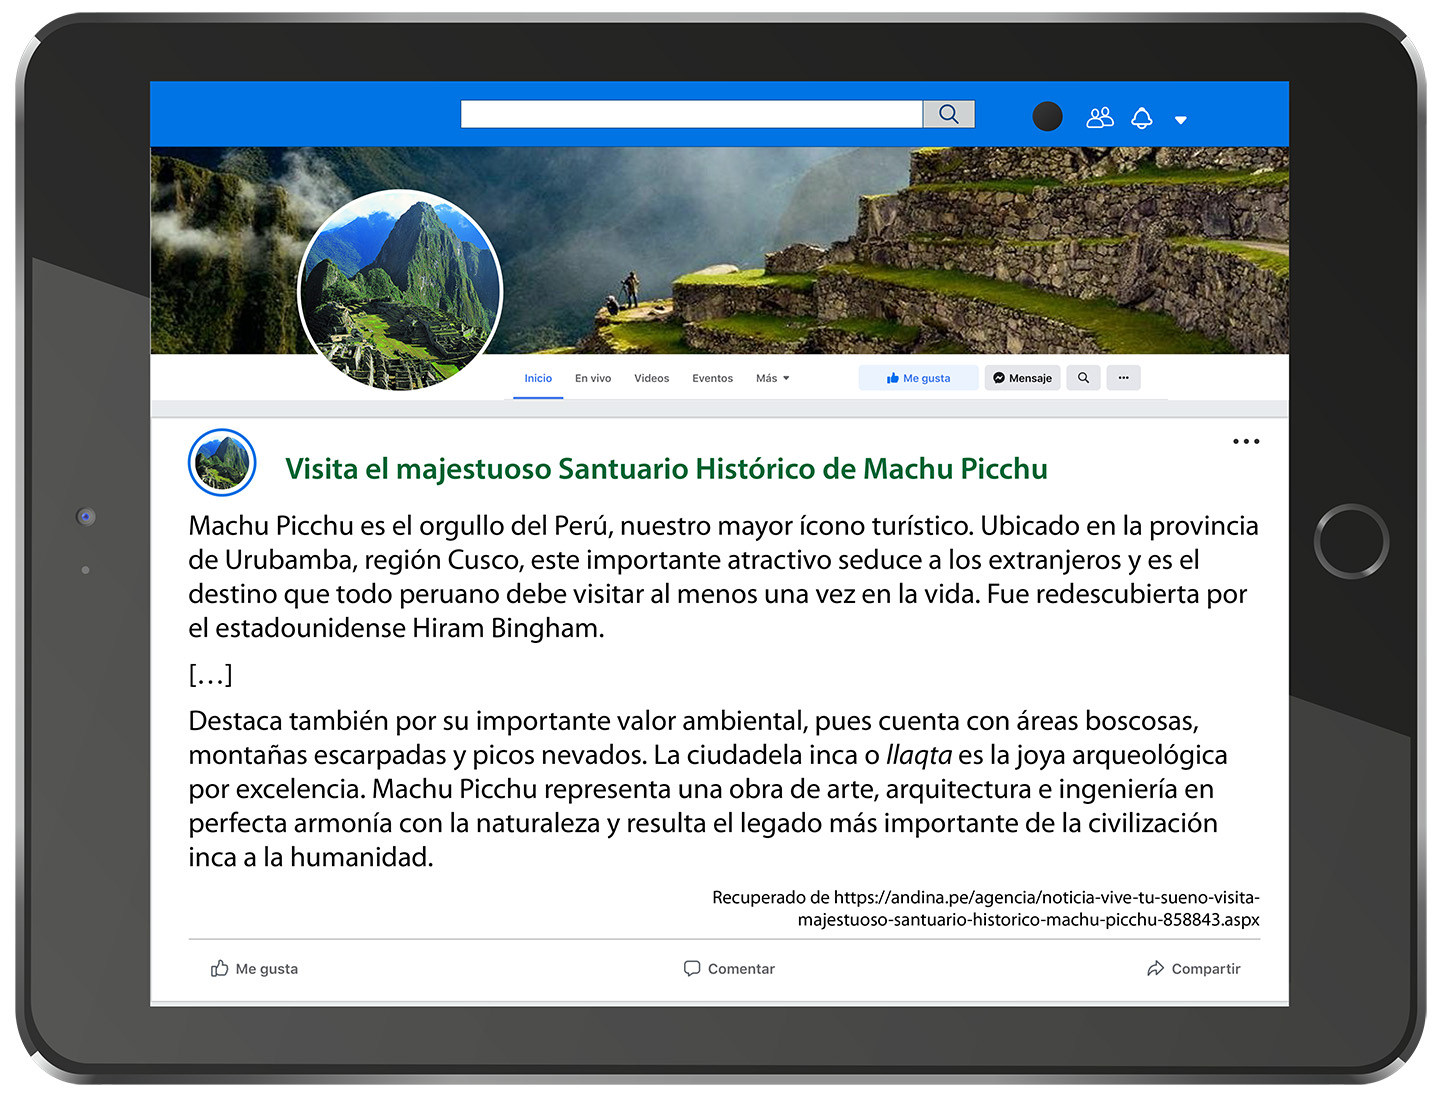 Inicio En vivo Videos Eventos Más Me gusta Mensaje ...
Visita el majestuoso Santuario Histórico de Machu Picchu
Machu Picchu es el orgullo del Perú, nuestro mayor ícono turístico. Ubicado en la provincia
de Urubamba, región Cusco, este importante atractivo seduce a los extranjeros y es el
destino que todo peruano debe visitar al menos una vez en la vida. Fue redescubierta por
el estadounidense Hiram Bingham.
[…]
Destaca también por su importante valor ambiental, pues cuenta con áreas boscosas,
montañas escarpadas y picos nevados. La ciudadela inca o llaqta es la joya arqueológica
por excelencia. Machu Picchu representa una obra de arte, arquitectura e ingeniería en
perfecta armonía con la naturaleza y resulta el legado más importante de la civilización
inca a la humanidad.
Recuperado de https://andina.pe/agencia/noticia-vive-tu-sueno-visita-
majestuoso-santuario-historico-machu-picchu-858843.aspx
Me gusta Comentar Compartir